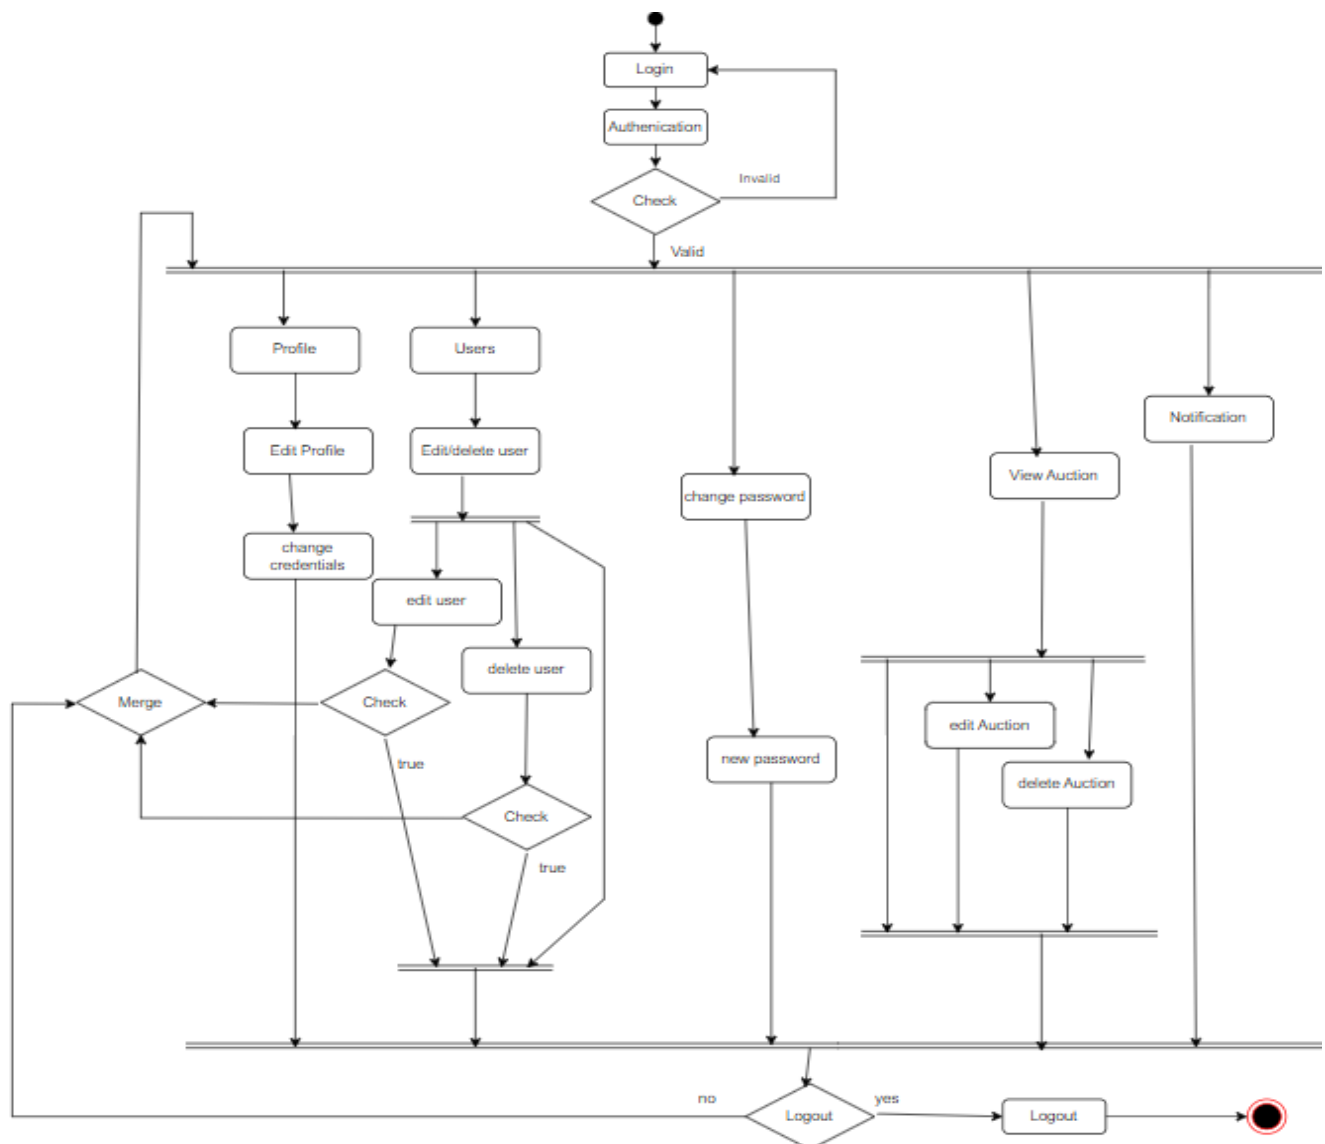 Login
Authenication
Check
Invalid
Valid
Profile
Users
Notification
Edit Profile
Edit/delete user
View Auction
change password
change
credentials
edit user
delete user
Merge
Check
edit Auction
true
new password
delete Auction
Check
true
no
yes
Logout
Logout